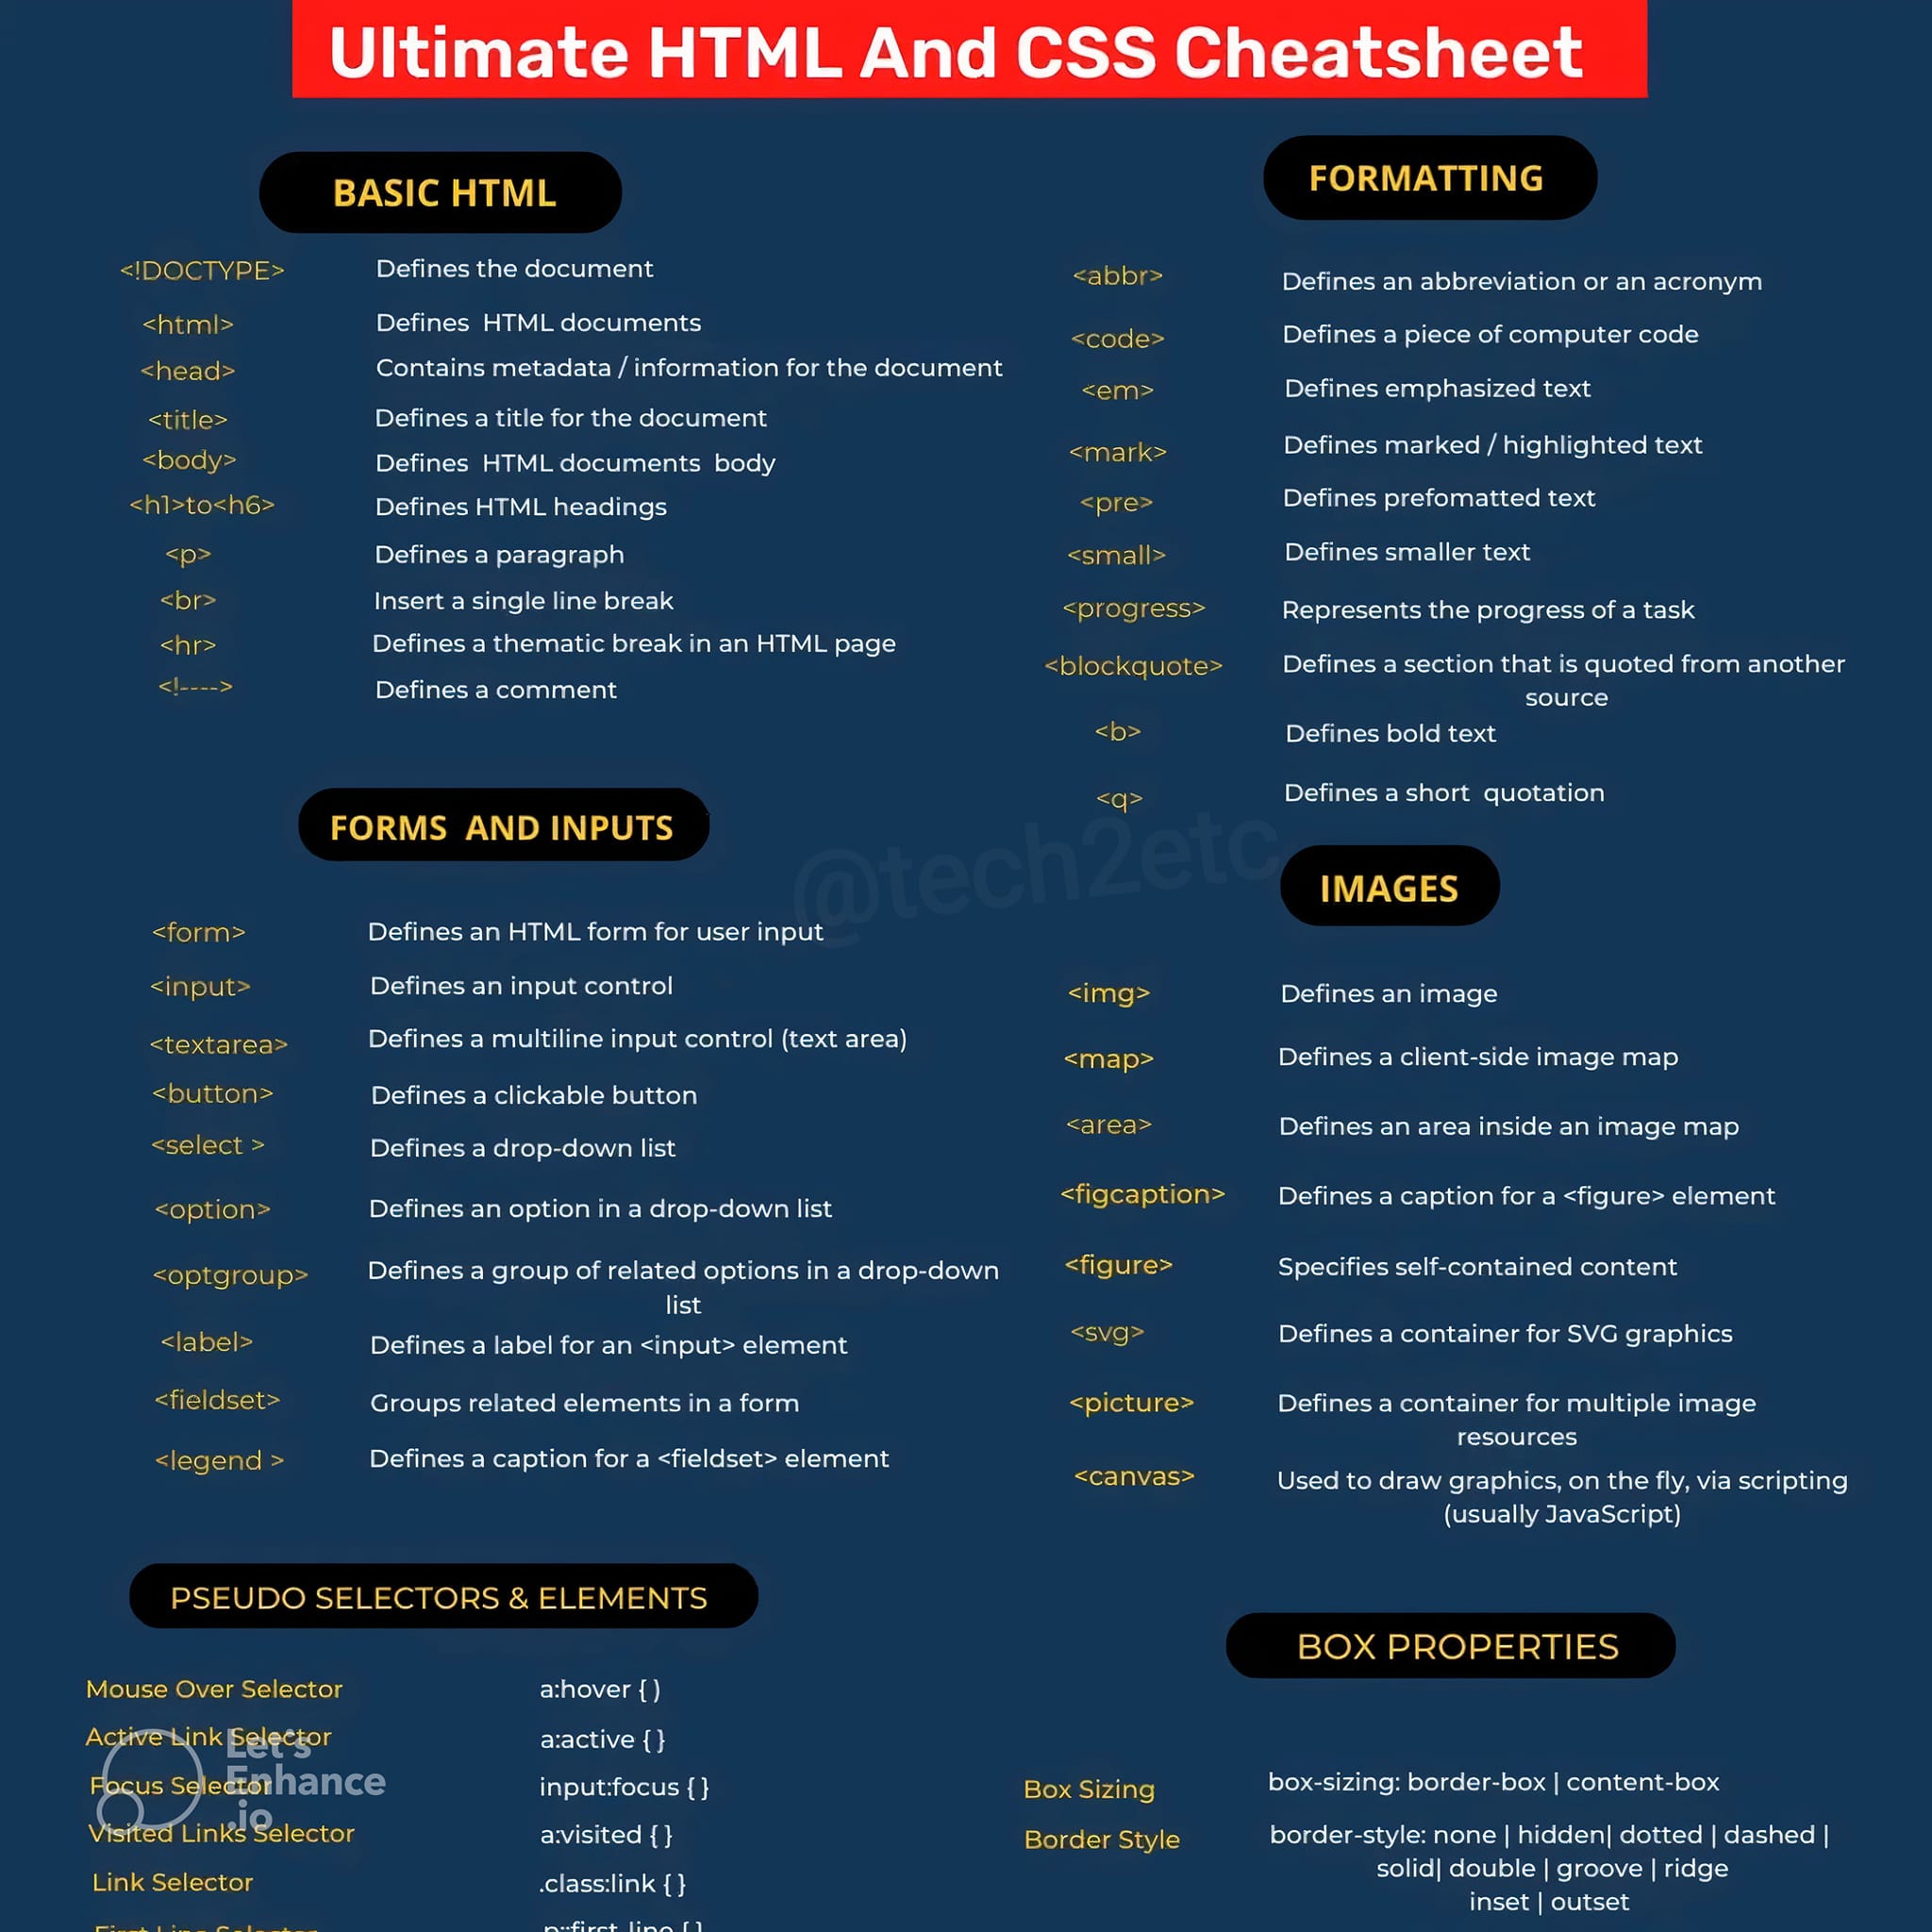 Ultimate HTML And CSS Cheatsheet
BASIC HTML
<!DOCTYPE> Defines the document
<html> Defines HTML documents
<head> Contains metadata / information for the document
<title> Defines a title for the document
<body> Defines HTML documents body
<h1>to<h6> Defines HTML headings
<p> Defines a paragraph
<br> Insert a single line break
<hr> Defines a thematic break in an HTML page
<!----> Defines a comment
FORMS AND INPUTS
<form> Defines an HTML form for user input
<input> Defines an input control
<textarea> Defines a multiline input control (text area)
<button> Defines a clickable button
<select > Defines a drop-down list
<option> Defines an option in a drop-down list
<optgroup> Defines a group of related options in a drop-down
list
<label> Defines a label for an <input> element
<fieldset> Groups related elements in a form
<legend > Defines a caption for a <fieldset> element
PSEUDO SELECTORS & ELEMENTS
Mouse Over Selector a:hover { )
Active Link Selector a:active { }
Focus Selector input:focus { }
Visited Links Selector a:visited { }
Link Selector .class:link { }
First Line Selector p::first-line { }
Let's
Enhance
.io
FORMATTING
<abbr> Defines an abbreviation or an acronym
<code> Defines a piece of computer code
<em> Defines emphasized text
<mark> Defines marked / highlighted text
<pre> Defines prefomatted text
<small> Defines smaller text
<progress> Represents the progress of a task
<blockquote> Defines a section that is quoted from another
source
<b> Defines bold text
<q> Defines a short quotation
@tech2etc
IMAGES
<img> Defines an image
<map> Defines a client-side image map
<area> Defines an area inside an image map
<figcaption> Defines a caption for a <figure> element
<figure> Specifies self-contained content
<svg> Defines a container for SVG graphics
<picture> Defines a container for multiple image
resources
<canvas> Used to draw graphics, on the fly, via scripting
(usually JavaScript)
BOX PROPERTIES
Box Sizing box-sizing: border-box | content-box
Border Style border-style: none | hidden| dotted | dashed |
solid| double | groove | ridge
inset | outset